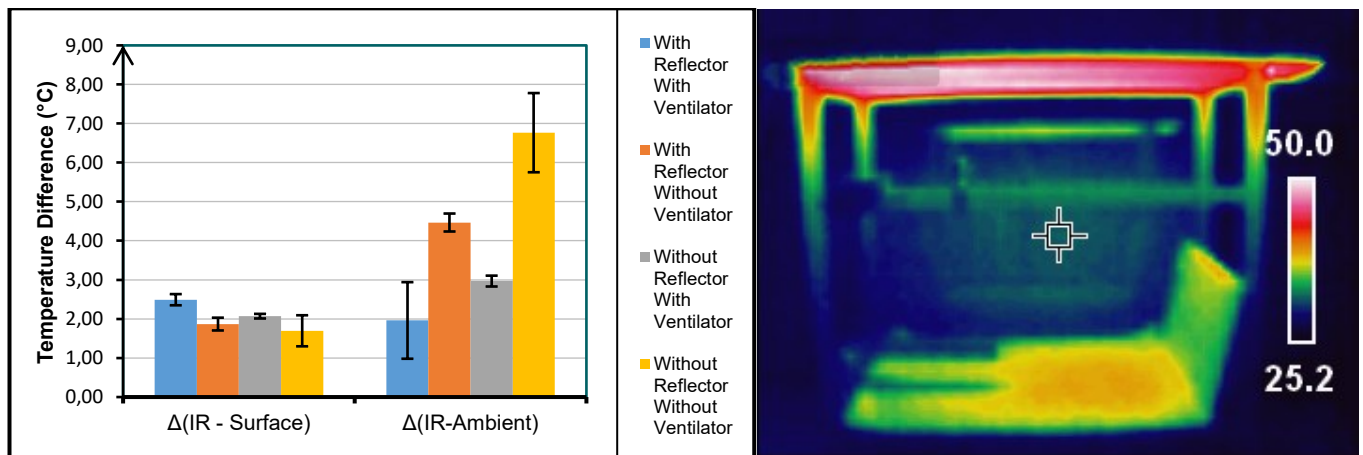 9,00
8,00
7,00
6,00
5,00
4,00
3,00
2,00
1,00
0,00
Temperature Difference (°C)
Δ(IR - Surface)
Δ(IR-Ambient)
With
Reflector
With
Ventilator
With
Reflector
Without
Ventilator
Without
Reflector
With
Ventilator
Without
Reflector
Without
Ventilator
50.0
25.2